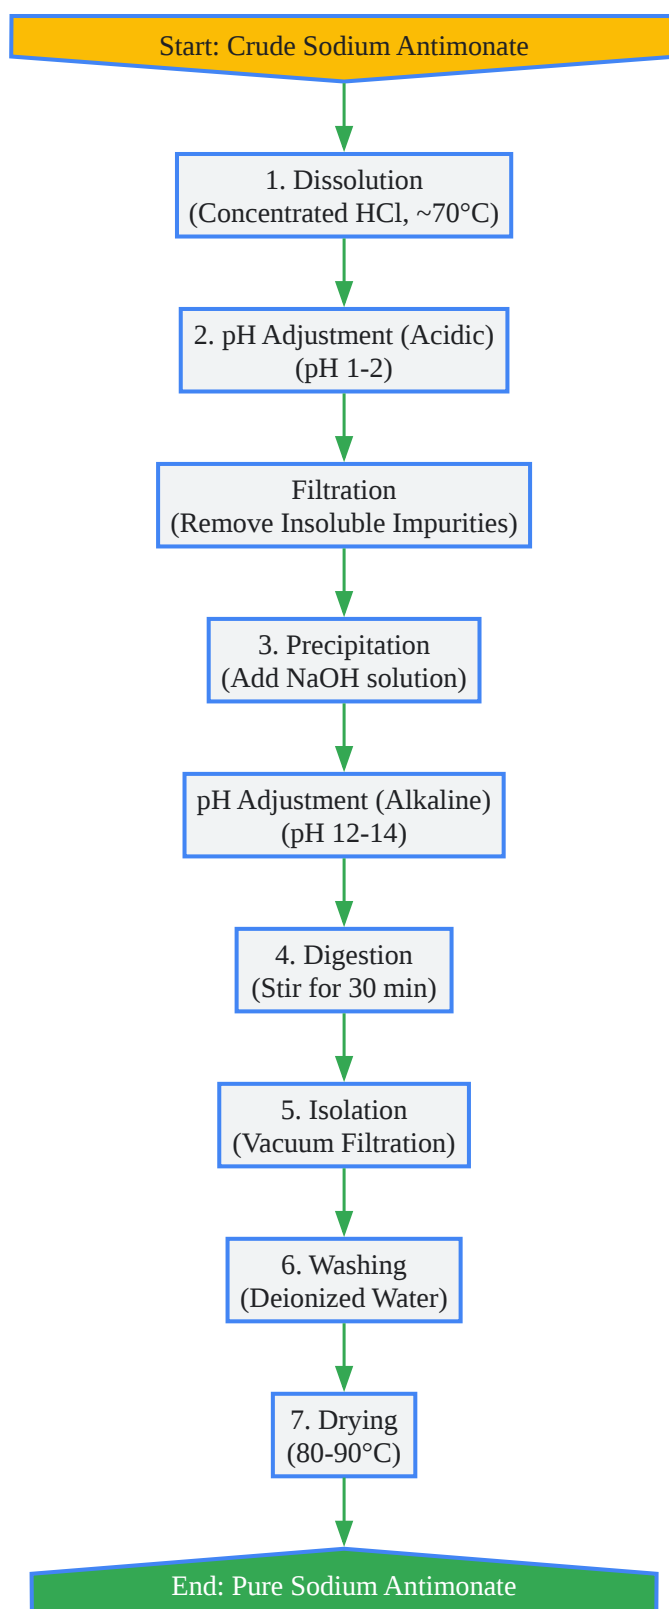 Start: Crude Sodium Antimonate
1. Dissolution
(Concentrated HCl, ~70°C)
2. pH Adjustment (Acidic)
(pH 1-2)
Filtration
(Remove Insoluble Impurities)
3. Precipitation
(Add NaOH solution)
pH Adjustment (Alkaline)
(pH 12-14)
4. Digestion
(Stir for 30 min)
5. Isolation
(Vacuum Filtration)
6. Washing
(Deionized Water)
7. Drying
(80-90°C)
End: Pure Sodium Antimonate